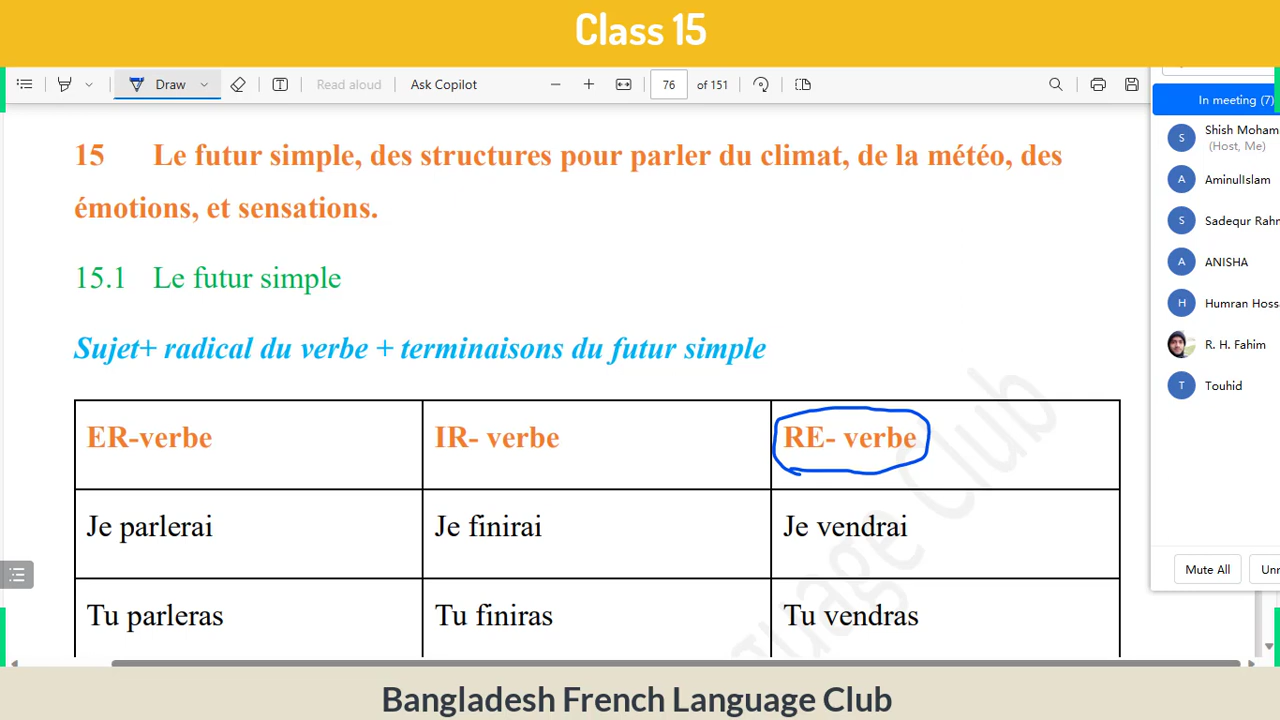 Class 15
Draw
Read aloud
Ask Copilot
76 of 151
In meeting (7)
S Shish Moham
(Host, Me)
A AminulIslam
S Sadequr Rahm
A ANISHA
H Humran Hoss
R. H. Fahim
T Touhid
Mute All
15 Le futur simple, des structures pour parler du climat, de la météo, des
émotions, et sensations.
15.1 Le futur simple
Sujet+ radical du verbe + terminaisons du futur simple
ER-verbe IR- verbe RE- verbe
Je parlerai Je finirai Je vendrai
Tu parleras Tu finiras Tu vendras
guage Club
Bangladesh French Language Club